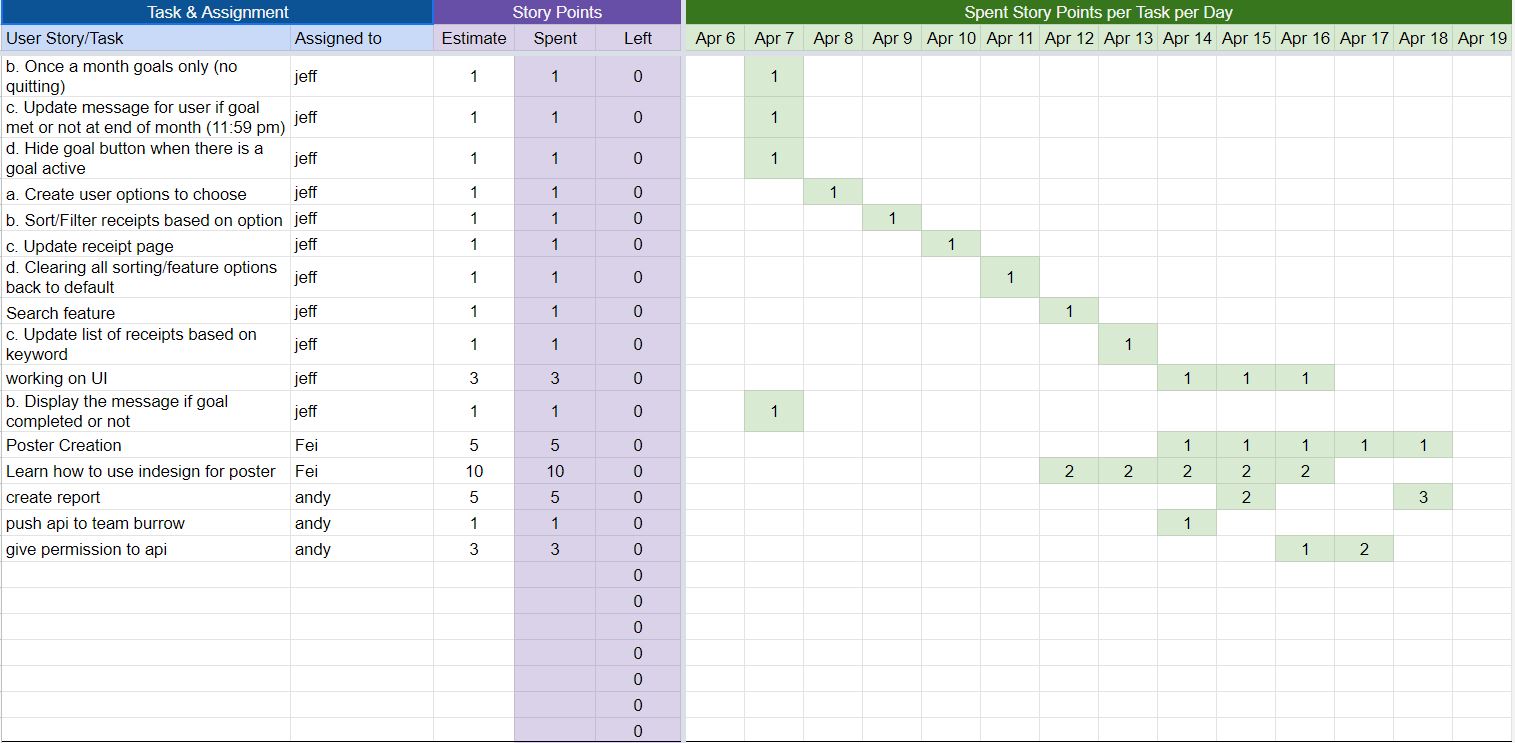 Task & Assignment Story Points Spent Story Points per Task per Day
User Story/Task Assigned to Estimate Spent Left Apr 6 Apr 7 Apr 8 Apr 9 Apr 10 Apr 11 Apr 12 Apr 13 Apr 14 Apr 15 Apr 16 Apr 17 Apr 18 Apr 19
b. Once a month goals only (no
quitting) jeff 1 1 0 1
c. Update message for user if goal
met or not at end of month (11:59 pm) jeff 1 1 0 1
d. Hide goal button when there is a
goal active jeff 1 1 0 1
a. Create user options to choose jeff 1 1 0 1
b. Sort/Filter receipts based on option jeff 1 1 0 1
c. Update receipt page jeff 1 1 0 1
d. Clearing all sorting/feature options
back to default jeff 1 1 0 1
Search feature jeff 1 1 0 1
c. Update list of receipts based on
keyword jeff 1 1 0 1
working on UI jeff 3 3 0 1 1 1
b. Display the message if goal
completed or not jeff 1 1 0 1
Poster Creation Fei 5 5 0 1 1 1 1 1
Learn how to use indesign for poster Fei 10 10 0 2 2 2 2 2
create report andy 5 5 0 2 3
push api to team burrow andy 1 1 0 1
give permission to api andy 3 3 0 1 2
0
0
0
0
0
0
0